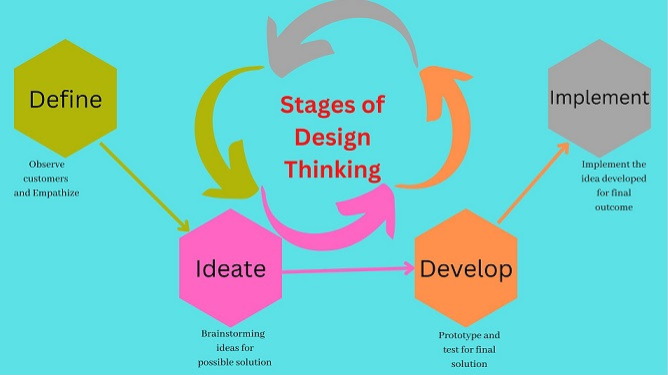 Stages of
Design
Thinking
Define
Observe
customers
and Empathize
Ideate
Brainstorming
ideas for
possible solution
Develop
Prototype and
test for final
solution
Implement
Implement the
idea developed
for final
outcome